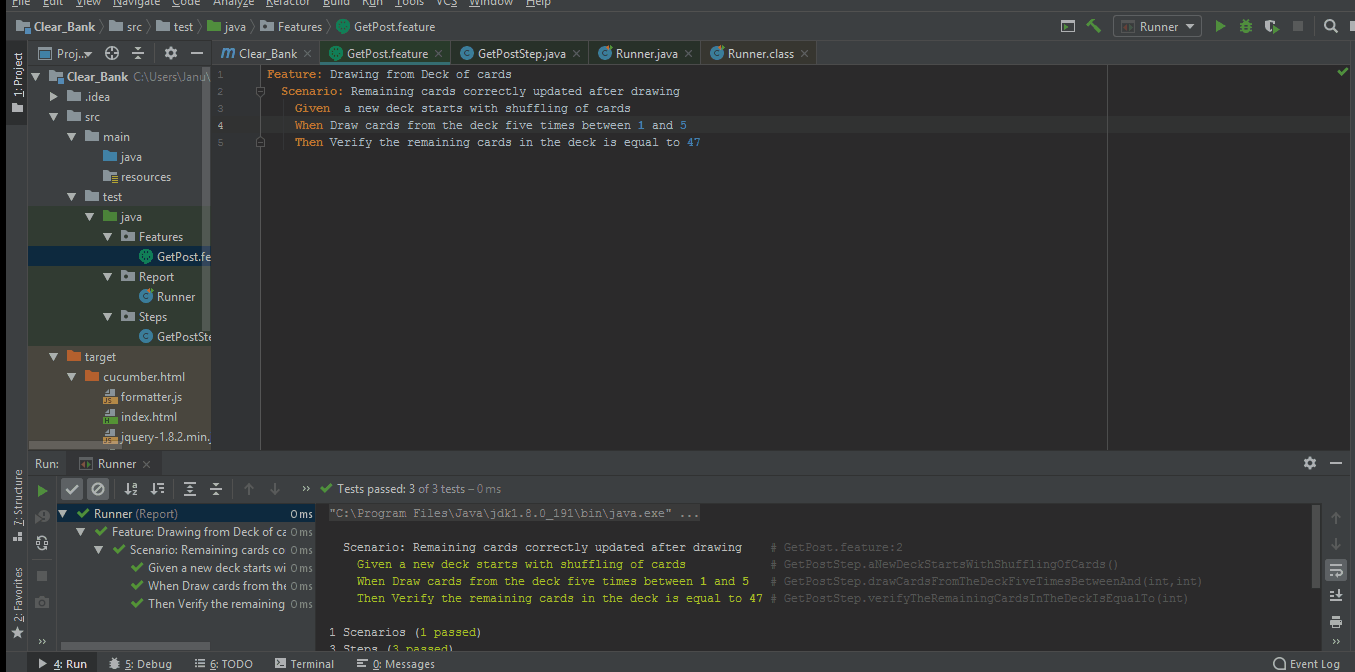 File Edit View Navigate Code Analyze Refactor Build Run Tools VCS Window Help
Clear_Bank src test java Features GetPost.feature Runner
1: Project Proj... Clear_Bank GetPost.feature GetPostStep.java Runner.java Runner.class
Clear_Bank C:\Users\Janu\
.idea
src
main
java
resources
test
java
Features
GetPost.fe
Report
Runner
Steps
GetPostSte
target
cucumber.html
formatter.js
index.html
jquery-1.8.2.min.
1 Feature: Drawing from Deck of cards
2 Scenario: Remaining cards correctly updated after drawing
3 Given a new deck starts with shuffling of cards
4 When Draw cards from the deck five times between 1 and 5
5 Then Verify the remaining cards in the deck is equal to 47
Run: Runner
7: Structure
2: Favorites
Tests passed: 3 of 3 tests – 0 ms
Runner (Report) 0 ms
Feature: Drawing from Deck of ca 0 ms
Scenario: Remaining cards co 0 ms
Given a new deck starts wi 0 ms
When Draw cards from the 0 ms
Then Verify the remaining 0 ms
"C:\Program Files\Java\jdk1.8.0_191\bin\java.exe" ...
Scenario: Remaining cards correctly updated after drawing # GetPost.feature:2
Given a new deck starts with shuffling of cards # GetPostStep.aNewDeckStartsWithShufflingOfCards()
When Draw cards from the deck five times between 1 and 5 # GetPostStep.drawCardsFromTheDeckFiveTimesBetweenAnd(int,int)
Then Verify the remaining cards in the deck is equal to 47 # GetPostStep.verifyTheRemainingCardsInTheDeckIsEqualTo(int)
1 Scenarios (1 passed)
3 Steps (3 passed)
4: Run 5: Debug 6: TODO Terminal 0: Messages Event Log